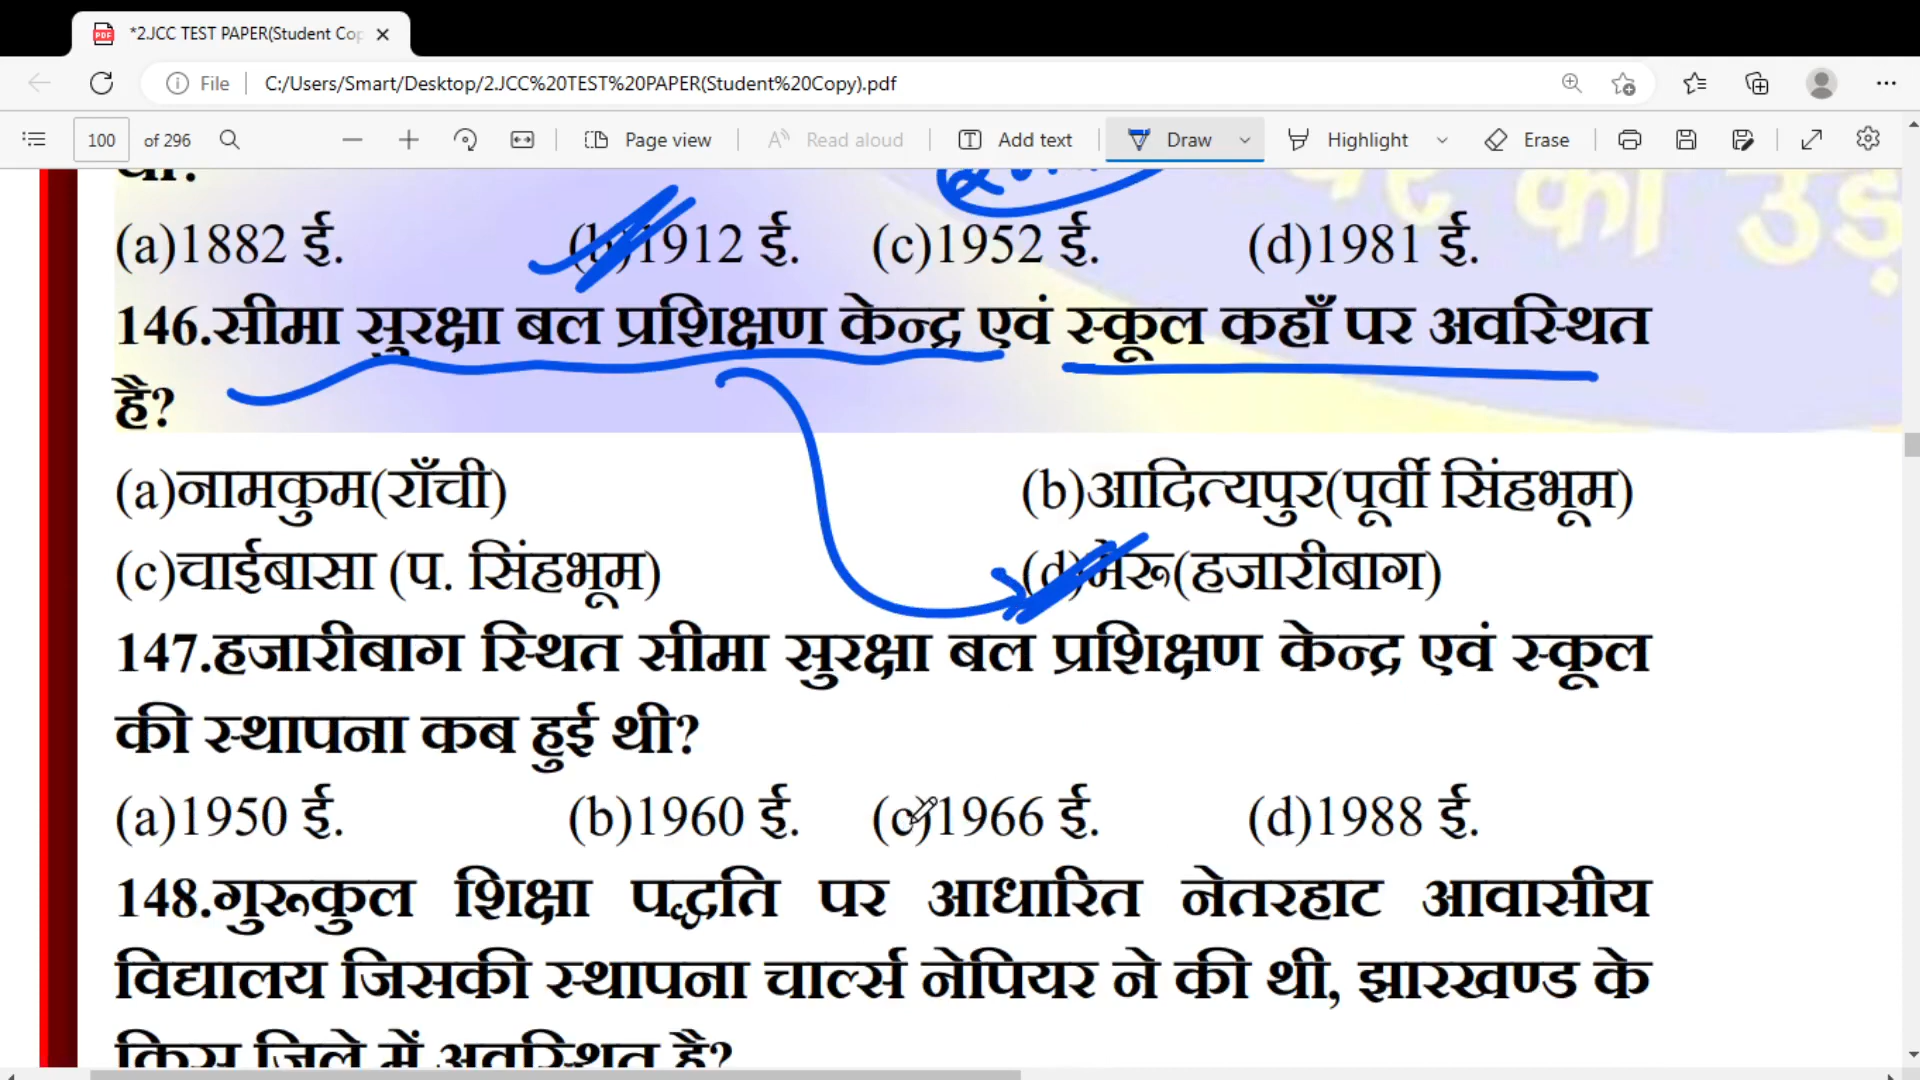 *2.JCC TEST PAPER(Student Cop
File
C:/Users/Smart/Desktop/2.JCC%20TEST%20PAPER(Student%20Copy).pdf
100 of 296
Page view
Read aloud
Add text
Draw
Highlight
Erase
था?
(a)1882 ई. (b)1912 ई. (c)1952 ई. (d)1981 ई.
146.सीमा सुरक्षा बल प्रशिक्षण केन्द्र एवं स्कूल कहाँ पर अवस्थित
है?
(a)नामकुम(राँची) (b)आदित्यपुर(पूर्वी सिंहभूम)
(c)चाईबासा (प. सिंहभूम) (d)मेरू(हजारीबाग)
147.हजारीबाग स्थित सीमा सुरक्षा बल प्रशिक्षण केन्द्र एवं स्कूल
की स्थापना कब हुई थी?
(a)1950 ई. (b)1960 ई. (c)1966 ई. (d)1988 ई.
148.गुरूकुल शिक्षा पद्धति पर आधारित नेतरहाट आवासीय
विद्यालय जिसकी स्थापना चार्ल्स नेपियर ने की थी, झारखण्ड के
किस जिले में अवस्थित है?